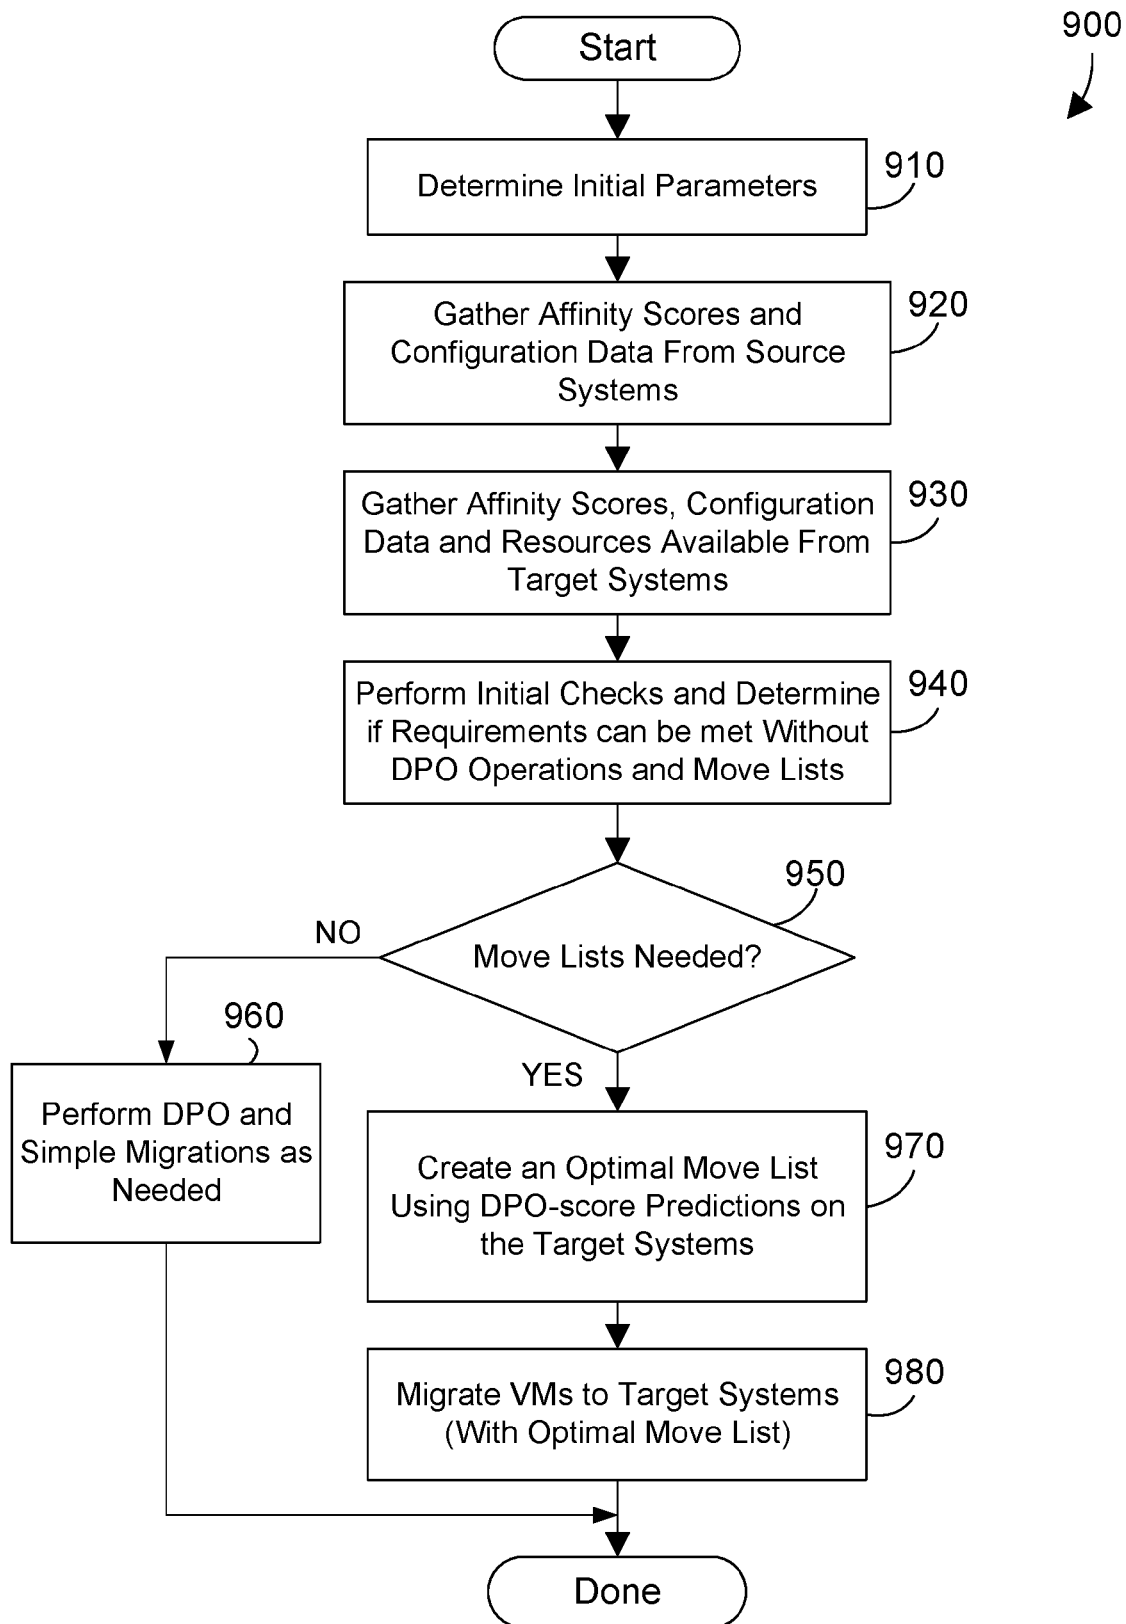 900
Start
Determine Initial Parameters
910
Gather Affinity Scores and
Configuration Data From Source
Systems
920
Gather Affinity Scores, Configuration
Data and Resources Available From
Target Systems
930
Perform Initial Checks and Determine
if Requirements can be met Without
DPO Operations and Move Lists
940
950
Move Lists Needed?
NO
YES
960
Perform DPO and
Simple Migrations as
Needed
Create an Optimal Move List
Using DPO-score Predictions on
the Target Systems
970
Migrate VMs to Target Systems
(With Optimal Move List)
980
Done